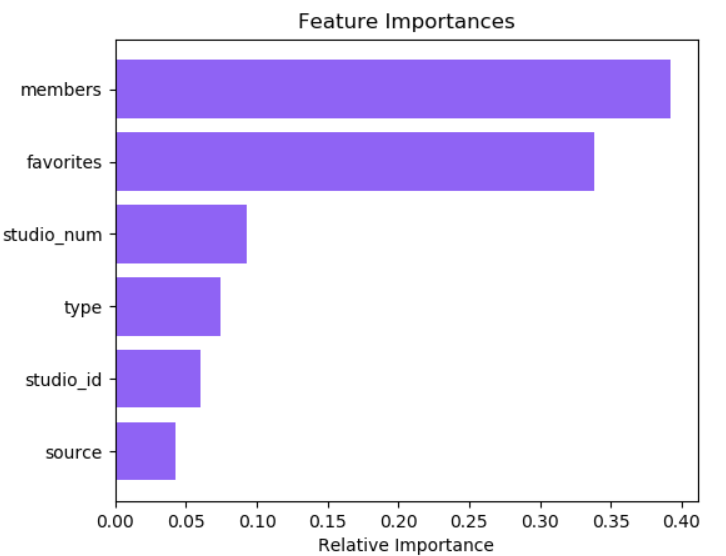 Feature Importances
members
favorites
studio_num
type
studio_id
source
0.00 0.05 0.10 0.15 0.20 0.25 0.30 0.35 0.40
Relative Importance